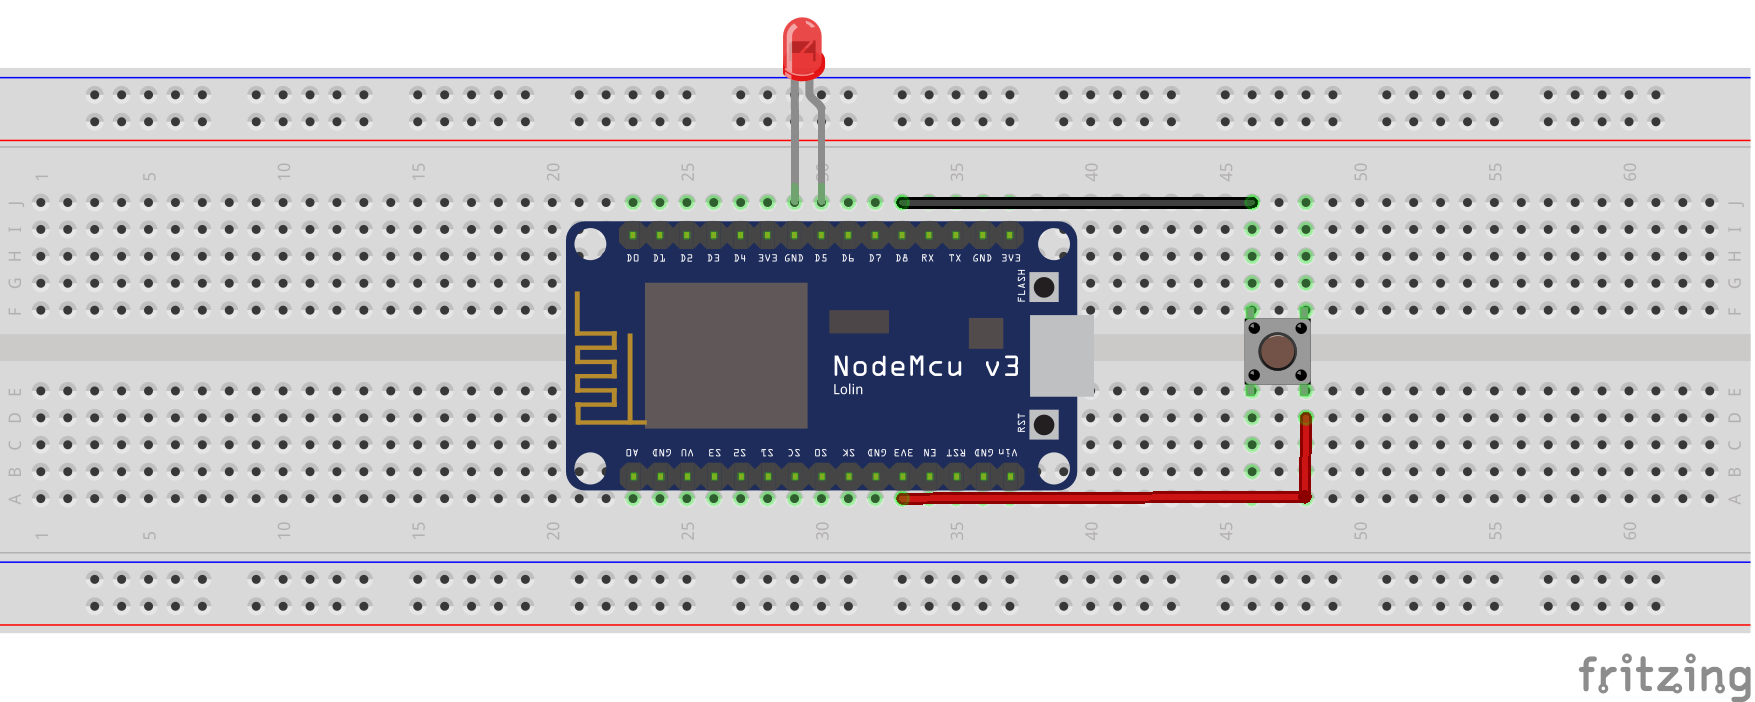 1 5 10 15 20 25 30 35 40 45 50 55 60
J J
I I
H H
G G
F F
D0 D1 D2 D3 D4 3V3 GND D5 D6 D7 D8 RX TX GND 3V3
FLASH
NodeMcu v3
Lolin
RST
A0 GND VU S3 S2 S1 SC S0 SK GND 3V3 EN RST GND Vin
E E
D D
C C
B B
A A
1 5 10 15 20 25 30 35 40 45 50 55 60
fritzing